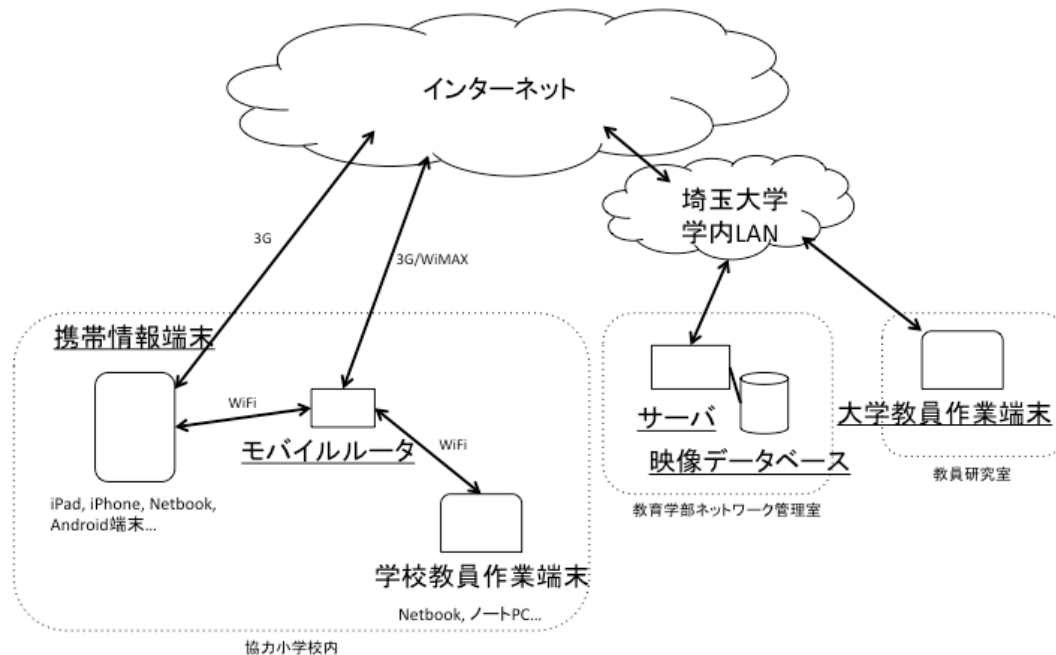 インターネット
埼玉大学
学内LAN
3G
3G/WiMAX
携帯情報端末
WiFi
モバイルルータ
WiFi
iPad, iPhone, Netbook,
Android端末...
学校教員作業端末
Netbook, ノートPC...
協力小学校内
サーバ
映像データベース
教育学部ネットワーク管理室
大学教員作業端末
教員研究室